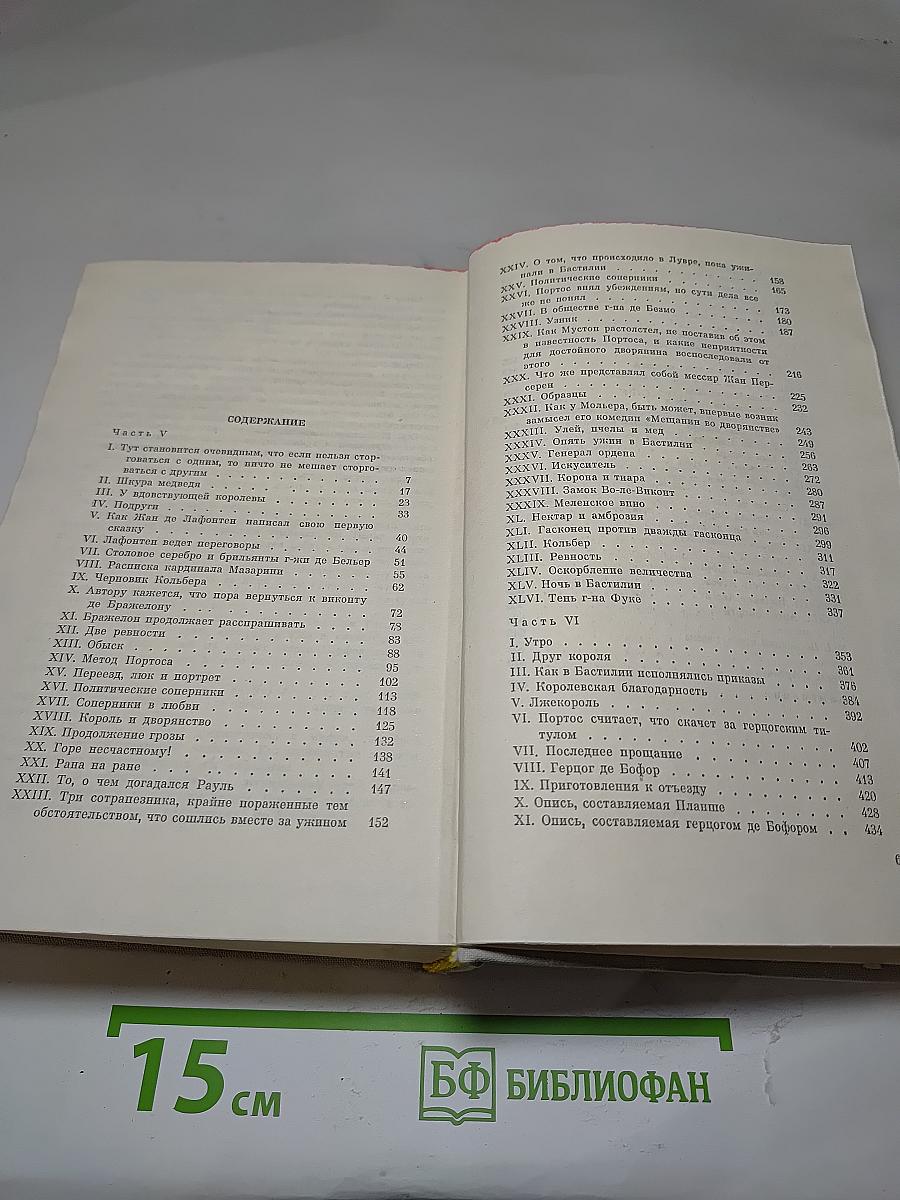 СОДЕРЖАНИЕ
Часть V
I. Тут становится очевидным, что если нельзя стор-
говаться с одним, то ничто не мешает сторго-
ваться с другим . . . . . . . . . . 7
II. Шкура медведя . . . . . . . . . . 17
III. У вдовствующей королевы . . . . . . . . 23
IV. Подруги . . . . . . . . . . 33
V. Как Жан де Лафонтен написал свою первую
сказку . . . . . . . . . . 40
VI. Лафонтен ведет переговоры . . . . . . . . 44
VII. Столовое серебро и брильянты г-жи де Бельер 51
VIII. Расписка кардинала Мазарини . . . . . . 55
IX. Черновик Кольбера . . . . . . . . 62
X. Автору кажется, что пора вернуться к виконту
де Бражелону . . . . . . . . . . 72
XI. Бражелон продолжает расспрашивать . . . . 78
XII. Две ревности . . . . . . . . . . 83
XIII. Обыск . . . . . . . . . . 88
XIV. Метод Портоса . . . . . . . . . . 95
XV. Переезд, люк и портрет . . . . . . . . 102
XVI. Политические соперники . . . . . . . . 113
XVII. Соперники в любви . . . . . . . . 118
XVIII. Король и дворянство . . . . . . . . 125
XIX. Продолжение грозы . . . . . . . . 132
XX. Горе несчастному! . . . . . . . . 138
XXI. Рана на ране . . . . . . . . . . 141
XXII. То, о чем догадался Рауль . . . . . . 147
XXIII. Три сотрапезника, крайне пораженные тем
обстоятельством, что сошлись вместе за ужином 152
XXIV. О том, что происходило в Лувре, пока ужи-
нали в Бастилии . . . . . . . . 158
XXV. Политические соперники . . . . . . . . 165
XXVI. Портос внял убеждениям, но сути дела все
же не понял . . . . . . . . . . 173
XXVII. В обществе г-на де Безмо . . . . . . 180
XXVIII. Узник . . . . . . . . . . 187
XXIX. Как Мустон растолстел, не поставив об этом
в известность Портоса, и какие неприятности
для достойного дворянина воспоследовали от
этого . . . . . . . . . . 216
XXX. Что же представлял собой мессир Жан Пер-
серен . . . . . . . . . . 225
XXXI. Образцы . . . . . . . . . . 232
XXXII. Как у Мольера, быть может, впервые возник
замысел его комедии «Мещанин во дворянстве» 243
XXXIII. Улей, пчелы и мед . . . . . . . . 249
XXXIV. Опять ужин в Бастилии . . . . . . 256
XXXV. Генерал ордена . . . . . . . . 263
XXXVI. Искуситель . . . . . . . . 272
XXXVII. Корона и тиара . . . . . . . . 280
XXXVIII. Замок Во-ле-Виконт . . . . . . 287
XXXIX. Меленское вино . . . . . . . . 291
XL. Нектар и амброзия . . . . . . . . 296
XLI. Гасконец против дважды гасконца . . . . 299
XLII. Кольбер . . . . . . . . . . 311
XLIII. Ревность . . . . . . . . . . 317
XLIV. Оскорбление величества . . . . . . 322
XLV. Ночь в Бастилии . . . . . . . . 331
XLVI. Тень г-на Фуке . . . . . . . . 337
Часть VI
I. Утро . . . . . . . . . . 353
II. Друг короля . . . . . . . . . . 361
III. Как в Бастилии исполнялись приказы . . . . 376
IV. Королевская благодарность . . . . . . 384
V. Лжекороль . . . . . . . . . . 392
VI. Портос считает, что скачет за герцогским ти-
тулом . . . . . . . . . . 402
VII. Последнее прощание . . . . . . . . 407
VIII. Герцог де Бофор . . . . . . . . 413
IX. Приготовления к отъезду . . . . . . 420
X. Опись, составляемая Планше . . . . . . 428
XI. Опись, составляемая герцогом де Бофором . . 434
15 см
БФ БИБЛИОФАН